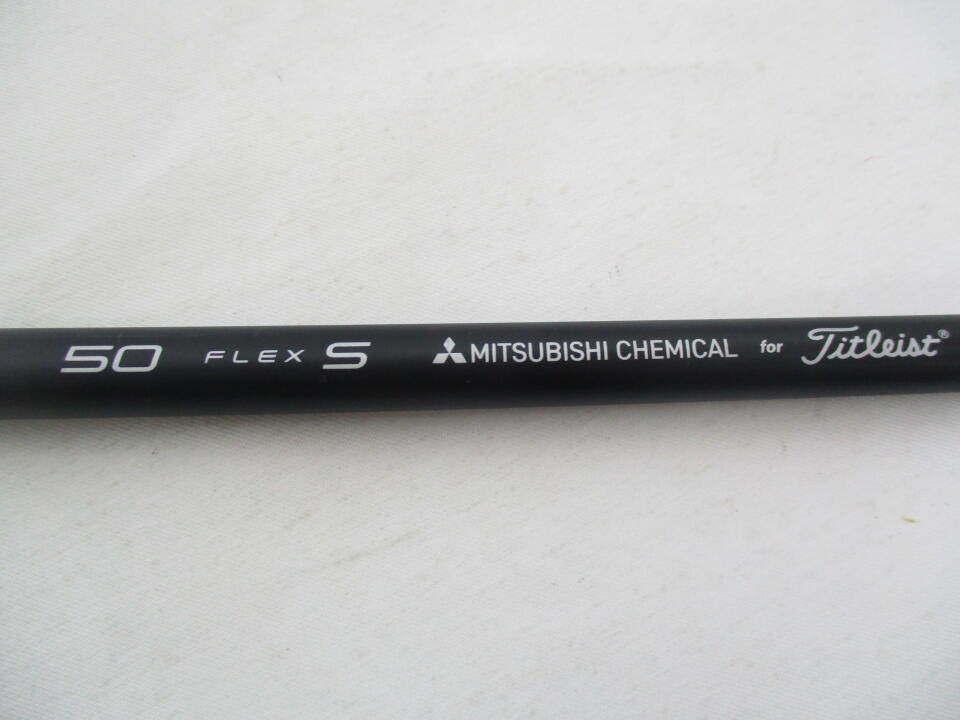 50 FLEX S MITSUBISHI CHEMICAL for Titleist®